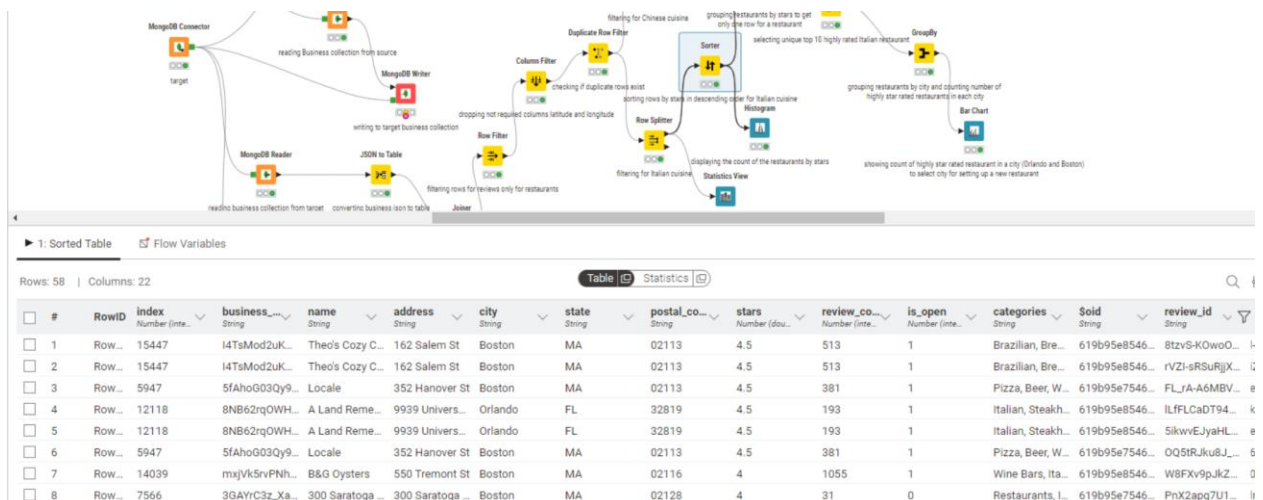 filtering for Chinese cuisine
grouping restaurants by stars to get
only one row for a restaurant
MongoDB Connector
target
reading Business collection from source
Duplicate Row Filter
checking if duplicate rows exist
selecting unique top 10 highly rated Italian restaurant
GroupBy
grouping restaurants by city and counting number of
highly star rated restaurants in each city
Sorter
sorting rows by stars in descending order for Italian cuisine
Column Filter
dropping not required columns latitude and longitude
MongoDB Writer
writing to target business collection
Histogram
displaying the count of the restaurants by stars
Bar Chart
showing count of highly star rated restaurant in a city (Orlando and Boston)
to select city for setting up a new restaurant
Row Splitter
filtering for Italian cuisine
Row Filter
filtering rows for reviews only for restaurants
MongoDB Reader
reading business collection from target
JSON to Table
converting business json to table
Statistics View
Joiner
1: Sorted Table Flow Variables
Rows: 58 | Columns: 22 Table Statistics
# RowID index business_... name address city state postal_co... stars review_co... is_open categories $oid review_id
Number (inte... String String String String String String Number (dou... Number (inte... Number (inte... String String String
1 Row... 15447 I4TsMod2uK... Theo's Cozy C... 162 Salem St Boston MA 02113 4.5 513 1 Brazilian, Bre... 619b95e8546... 8tzvS-KOwoO...
2 Row... 15447 I4TsMod2uK... Theo's Cozy C... 162 Salem St Boston MA 02113 4.5 513 1 Brazilian, Bre... 619b95e8546... rVZI-sRSuRjjX...
3 Row... 5947 5fAhoG03Qy9... Locale 352 Hanover St Boston MA 02113 4.5 381 1 Pizza, Beer, W... 619b95e7546... FL_rA-A6MBV...
4 Row... 12118 8NB62rqOWH... A Land Reme... 9939 Univers... Orlando FL 32819 4.5 193 1 Italian, Steakh... 619b95e8546... lLfFLCaDT94...
5 Row... 12118 8NB62rqOWH... A Land Reme... 9939 Univers... Orlando FL 32819 4.5 193 1 Italian, Steakh... 619b95e8546... 5ikwvEJyaHL...
6 Row... 5947 5fAhoG03Qy9... Locale 352 Hanover St Boston MA 02113 4.5 381 1 Pizza, Beer, W... 619b95e7546... OQ5tRJku8J_...
7 Row... 14039 mxjVk5rvPNh... B&G Oysters 550 Tremont St Boston MA 02116 4 1055 1 Wine Bars, Ita... 619b95e8546... W8FXv9pJkZ...
8 Row... 7566 3GAYrC3z_Xa... 300 Saratoga ... 300 Saratoga ... Boston MA 02128 4 31 0 Restaurants, I... 619b95e8546... PnX2apq7U1...